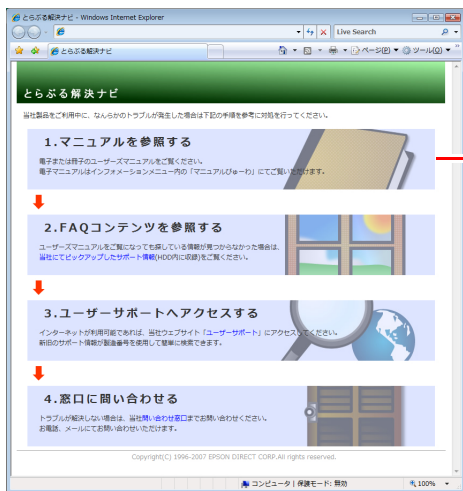 とらぶる解決ナビ - Windows Internet Explorer
Live Search
とらぶる解決ナビ
ページ(P)
ツール(O)
とらぶる解決ナビ
当社製品をご利用中に、なんらかのトラブルが発生した場合は下記の手順を参考に対処を行ってください。
1.マニュアルを参照する
電子または冊子のユーザーズマニュアルをご覧ください。
電子マニュアルはインフォメーションメニュー内の「マニュアルびゅーわ」にてご覧いただけます。
2.FAQコンテンツを参照する
ユーザーズマニュアルをご覧になっても探している情報が見つからなかった場合は、
当社にてピックアップしたサポート情報(HDD内に収録)をご覧ください。
3.ユーザーサポートへアクセスする
インターネットが利用可能であれば、当社ウェブサイト「ユーザーサポート」にアクセスしてください。
新旧のサポート情報が製造番号を使用して簡単に検索できます。
4.窓口に問い合わせる
トラブルが解決しない場合は、当社問い合わせ窓口までお問い合わせください。
お電話、メールにてお問い合わせいただけます。
Copyright(C) 1996-2007 EPSON DIRECT CORP.All rights reserved.
コンピュータ | 保護モード: 無効
100%